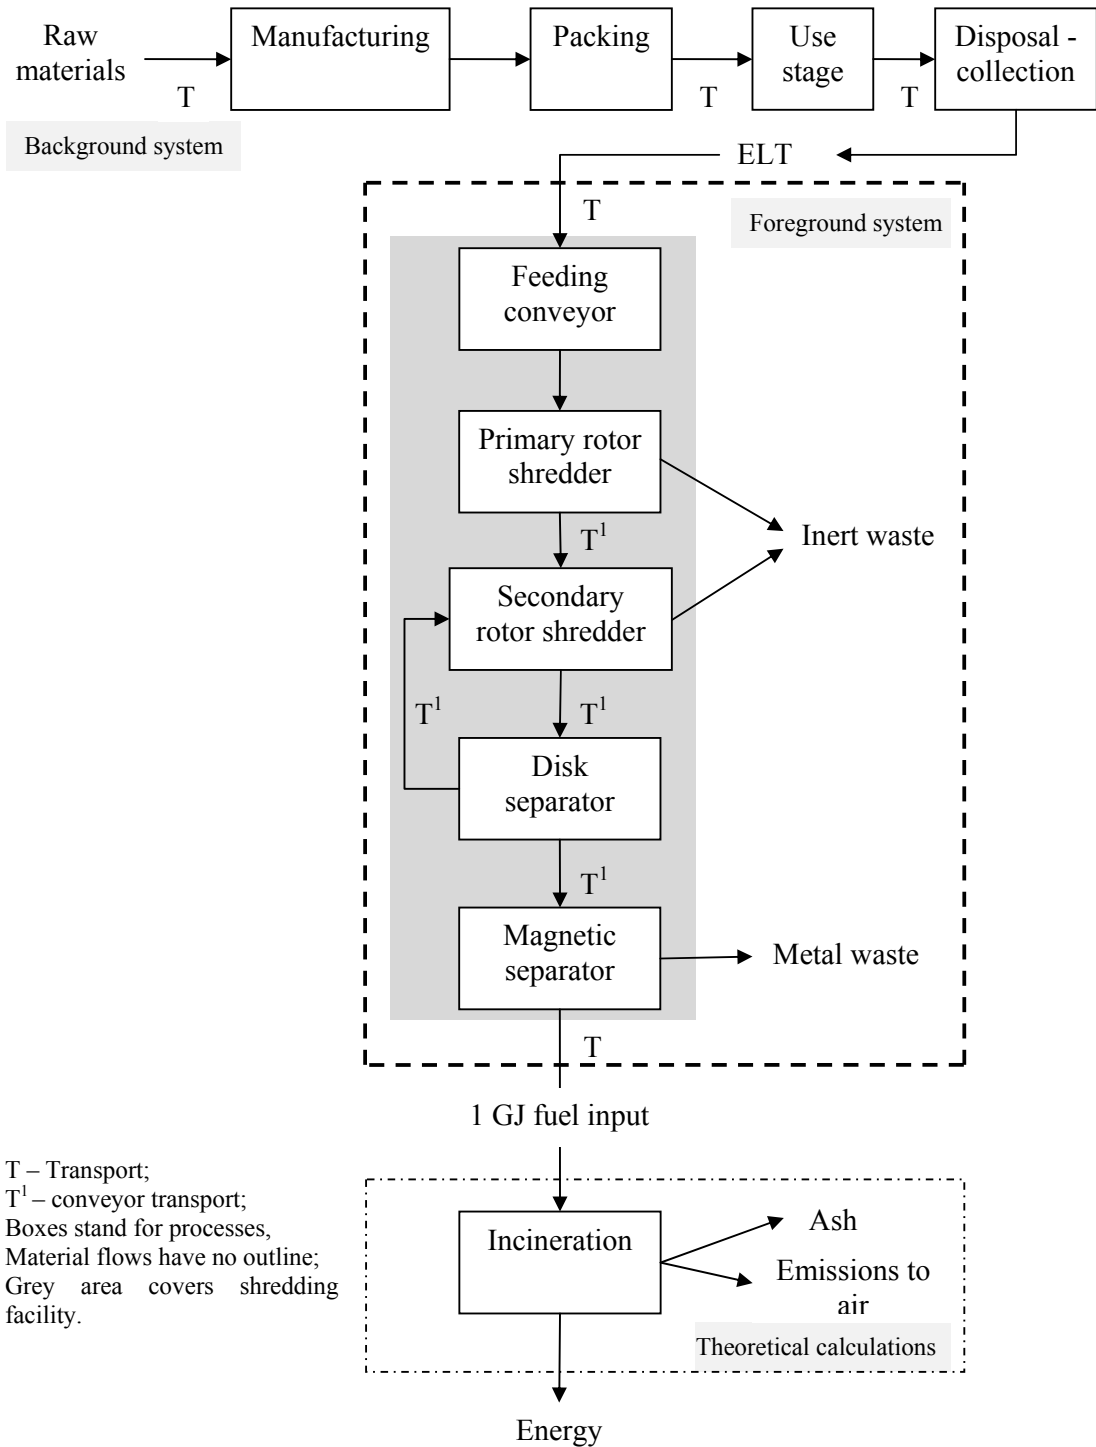 Raw
materials
T
Manufacturing
Packing
T
Use
stage
T
Disposal -
collection
Background system
ELT
T
Foreground system
Feeding
conveyor
Primary rotor
shredder
T¹
Inert waste
Secondary
rotor shredder
T¹
T¹
Disk
separator
T¹
Magnetic
separator
Metal waste
T
1 GJ fuel input
T – Transport;
T¹ – conveyor transport;
Boxes stand for processes,
Material flows have no outline;
Grey area covers shredding
facility.
Incineration
Ash
Emissions to
air
Theoretical calculations
Energy